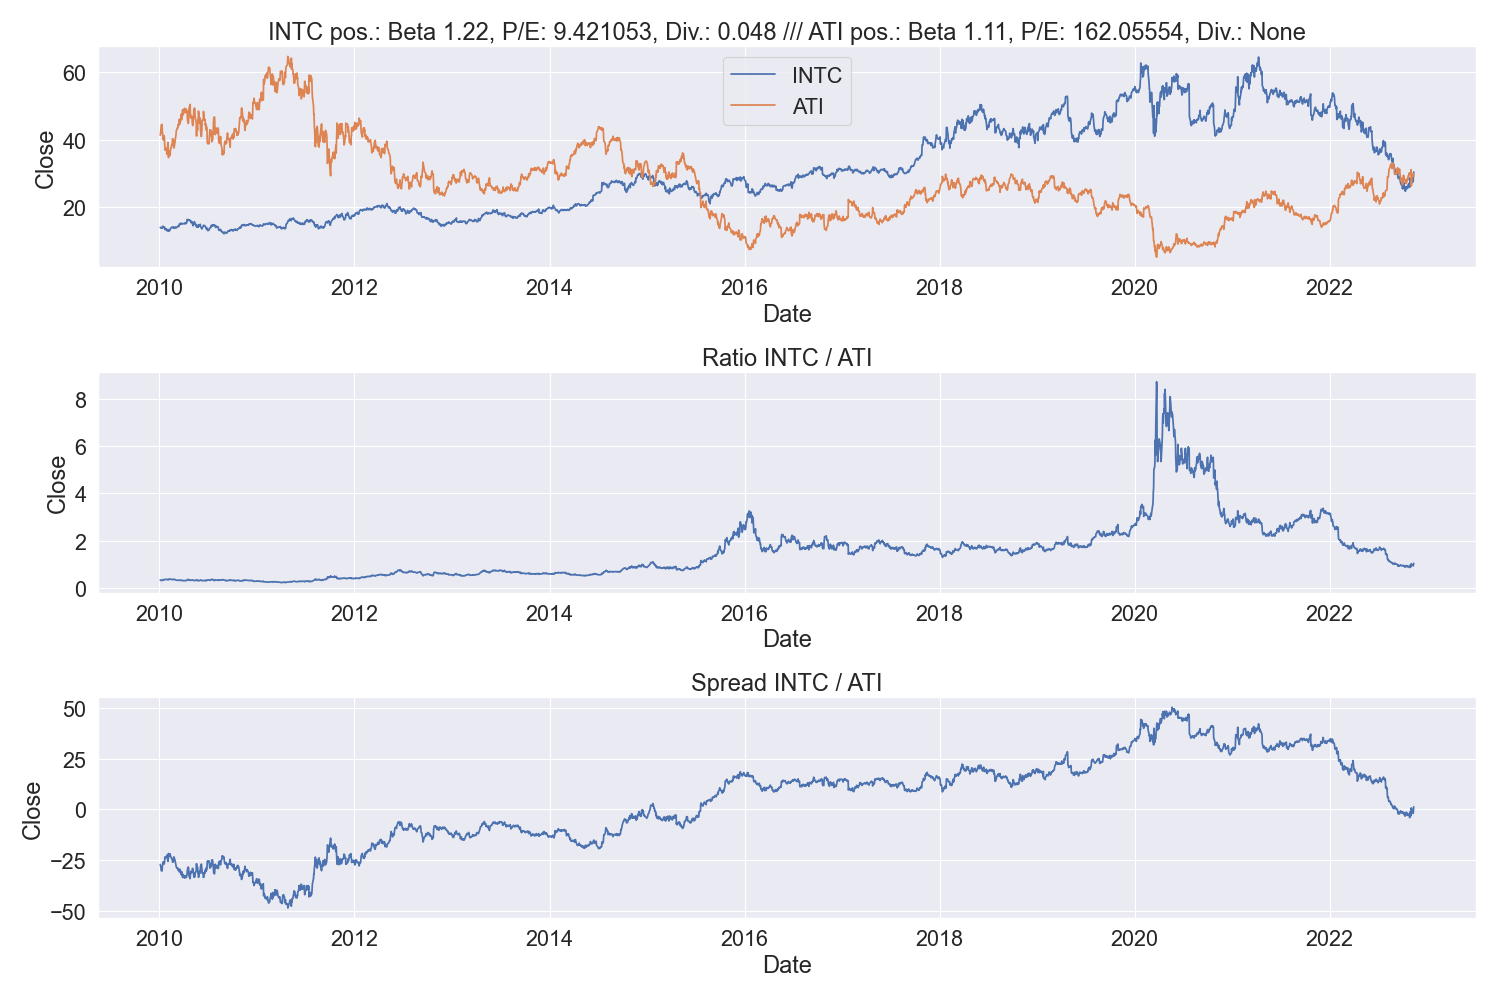 INTC pos.: Beta 1.22, P/E: 9.421053, Div.: 0.048 /// ATI pos.: Beta 1.11, P/E: 162.05554, Div.: None
INTC
ATI
Close
60
40
20
2010 2012 2014 2016 2018 2020 2022
Date
Ratio INTC / ATI
Close
8
6
4
2
0
2010 2012 2014 2016 2018 2020 2022
Date
Spread INTC / ATI
Close
50
25
0
−25
−50
2010 2012 2014 2016 2018 2020 2022
Date